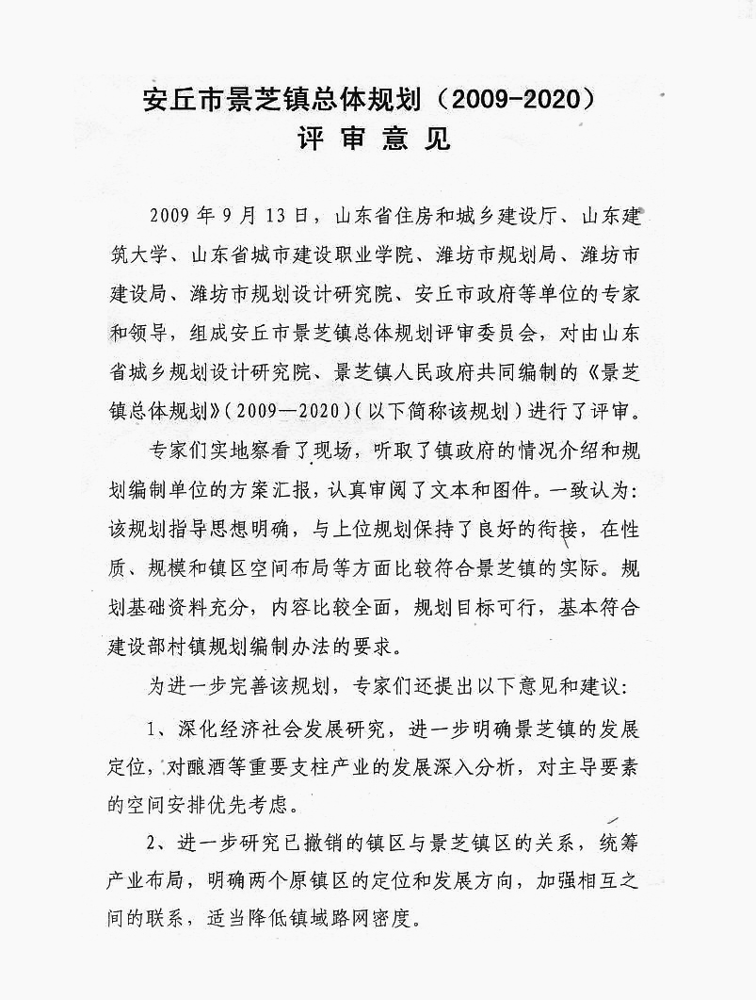 安丘市景芝镇总体规划（2009-2020）
评 审 意 见
2009 年 9 月 13 日，山东省住房和城乡建设厅、山东建
筑大学、山东省城市建设职业学院、潍坊市规划局、潍坊市
建设局、潍坊市规划设计研究院、安丘市政府等单位的专家
和领导，组成安丘市景芝镇总体规划评审委员会，对由山东
省城乡规划设计研究院、景芝镇人民政府共同编制的《景芝
镇总体规划》（2009—2020）（以下简称该规划）进行了评审。
专家们实地察看了现场，听取了镇政府的情况介绍和规
划编制单位的方案汇报，认真审阅了文本和图件。一致认为：
该规划指导思想明确，与上位规划保持了良好的衔接，在性
质、规模和镇区空间布局等方面比较符合景芝镇的实际。规
划基础资料充分，内容比较全面，规划目标可行，基本符合
建设部村镇规划编制办法的要求。
为进一步完善该规划，专家们还提出以下意见和建议：
1、深化经济社会发展研究，进一步明确景芝镇的发展
定位，对酿酒等重要支柱产业的发展深入分析，对主导要素
的空间安排优先考虑。
2、进一步研究已撤销的镇区与景芝镇区的关系，统筹
产业布局，明确两个原镇区的定位和发展方向，加强相互之
间的联系，适当降低镇域路网密度。